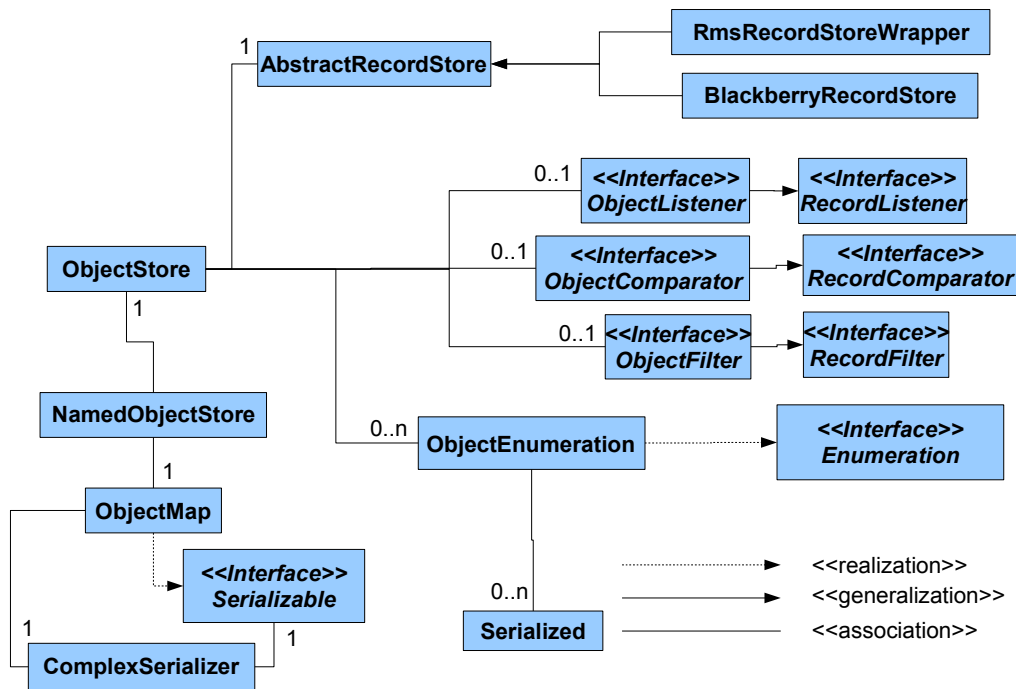 RmsRecordStoreWrapper
1
AbstractRecordStore
BlackberryRecordStore
0..1
<<Interface>>
ObjectListener
<<Interface>>
RecordListener
0..1
<<Interface>>
ObjectComparator
<<Interface>>
RecordComparator
ObjectStore
1
0..1
<<Interface>>
ObjectFilter
<<Interface>>
RecordFilter
NamedObjectStore
0..n
ObjectEnumeration
<<Interface>>
Enumeration
1
ObjectMap
<<Interface>>
Serializable
<<realization>>
0..n
<<generalization>>
1
1
Serialized
<<association>>
ComplexSerializer